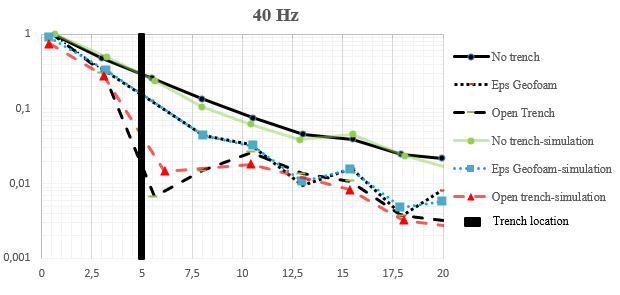 40 Hz
1
0,1
0,01
0,001
0 2,5 5 7,5 10 12,5 15 17,5 20
No trench
Eps Geofoam
Open Trench
No trench-simulation
Eps Geofoam-simulation
Open trench-simulation
Trench location